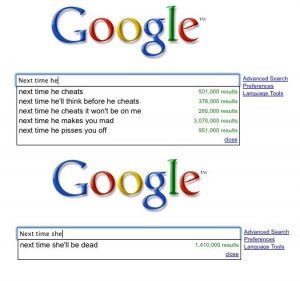 Google™
Next time he
Advanced Search
Preferences
Language Tools
next time he cheats 501,000 results
next time he'll think before he cheats 378,000 results
next time he cheats it won't be on me 265,000 results
next time he makes you mad 3,070,000 results
next time he pisses you off 951,000 results
close
Google™
Next time she
Advanced Search
Preferences
Language Tools
next time she'll be dead 1,410,000 results
close